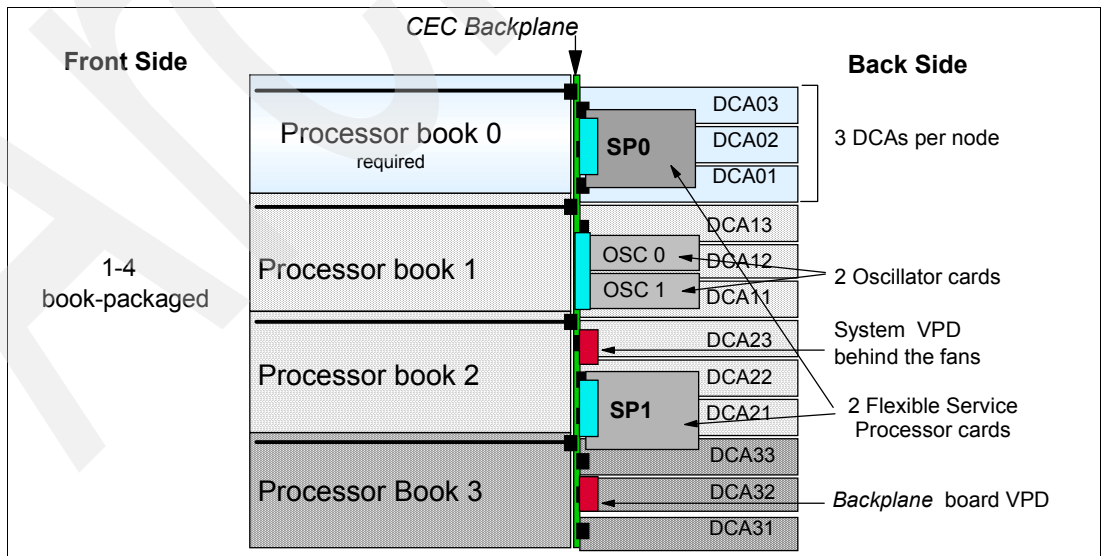 CEC Backplane
Front Side
Back Side
Processor book 0
required
Processor book 1
Processor book 2
Processor Book 3
1-4
book-packaged
SP0
OSC 0
OSC 1
SP1
DCA03
DCA02
DCA01
DCA13
DCA12
DCA11
DCA23
DCA22
DCA21
DCA33
DCA32
DCA31
3 DCAs per node
2 Oscillator cards
System VPD
behind the fans
2 Flexible Service
Processor cards
Backplane board VPD